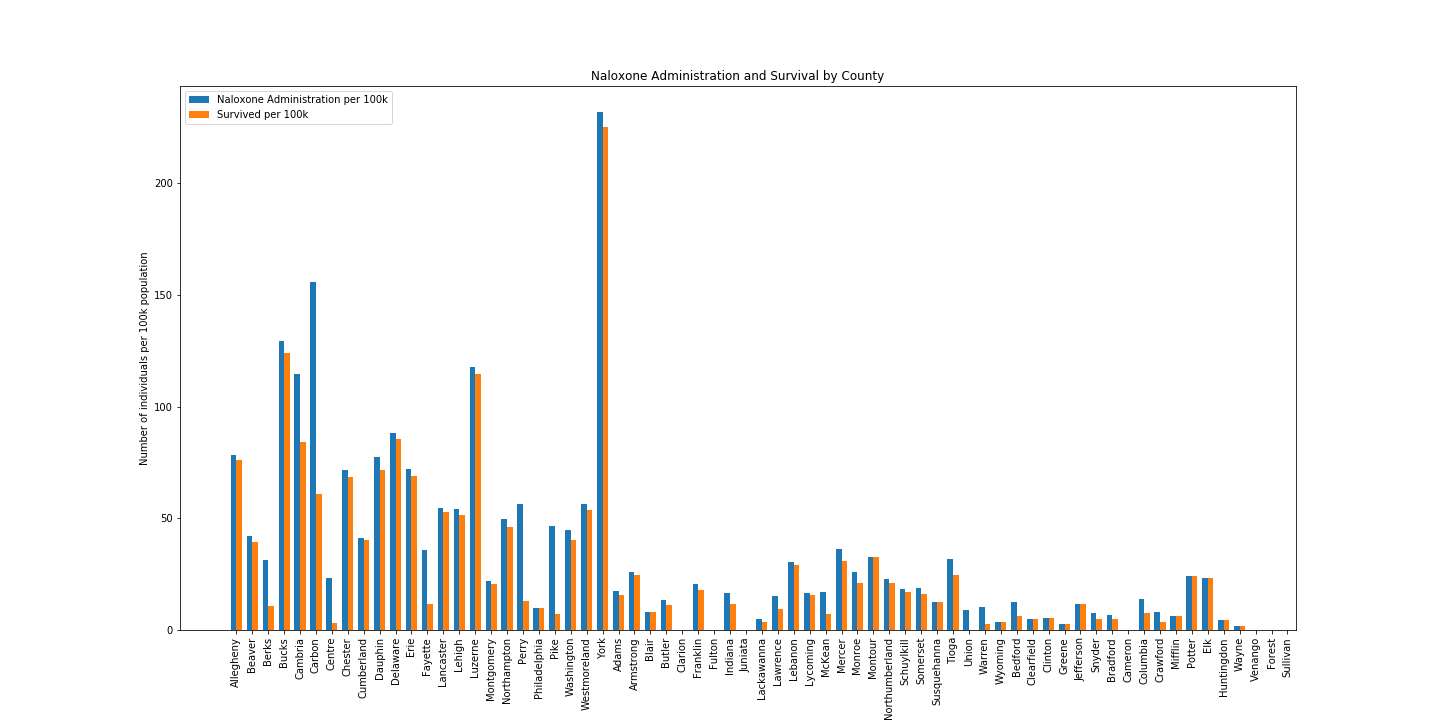 Naloxone Administration and Survival by County
Naloxone Administration per 100k
Survived per 100k
Number of individuals per 100k population
200
150
100
50
0
Allegheny
Beaver
Berks
Bucks
Cambria
Carbon
Centre
Chester
Cumberland
Dauphin
Delaware
Erie
Fayette
Lancaster
Lehigh
Luzerne
Montgomery
Northampton
Perry
Philadelphia
Pike
Washington
Westmoreland
York
Adams
Armstrong
Blair
Butler
Clarion
Franklin
Fulton
Indiana
Juniata
Lackawanna
Lawrence
Lebanon
Lycoming
McKean
Mercer
Monroe
Montour
Northumberland
Schuylkill
Somerset
Susquehanna
Tioga
Union
Warren
Wyoming
Bedford
Clearfield
Clinton
Greene
Jefferson
Snyder
Bradford
Cameron
Columbia
Crawford
Mifflin
Potter
Elk
Huntingdon
Wayne
Venango
Forest
Sullivan